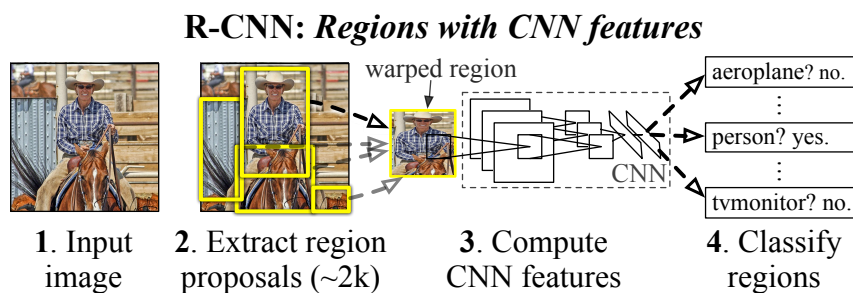 R-CNN: Regions with CNN features
warped region
aeroplane? no.
⋮
person? yes.
⋮
tvmonitor? no.
CNN
1. Input
image
2. Extract region
proposals (~2k)
3. Compute
CNN features
4. Classify
regions